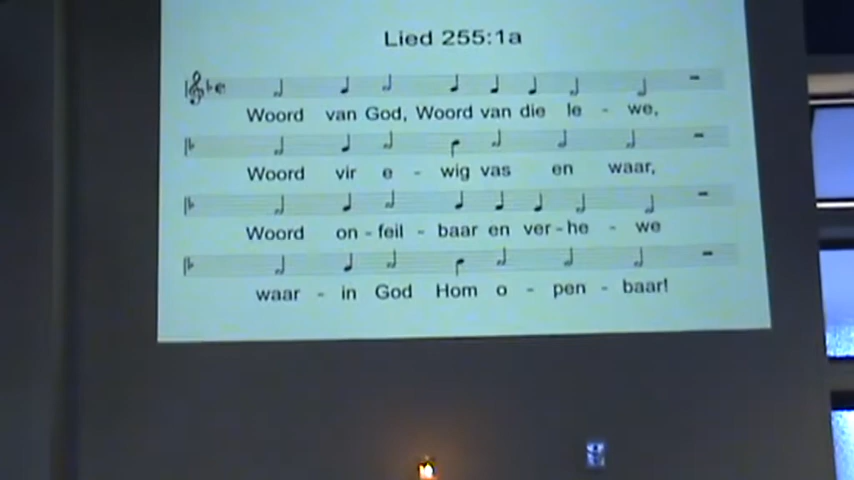 Lied 255:1a
Woord van God, Woord van die le - we,
Woord vir e - wig vas en waar,
Woord on - feil - baar en ver - he - we
waar - in God Hom o - pen - baar!